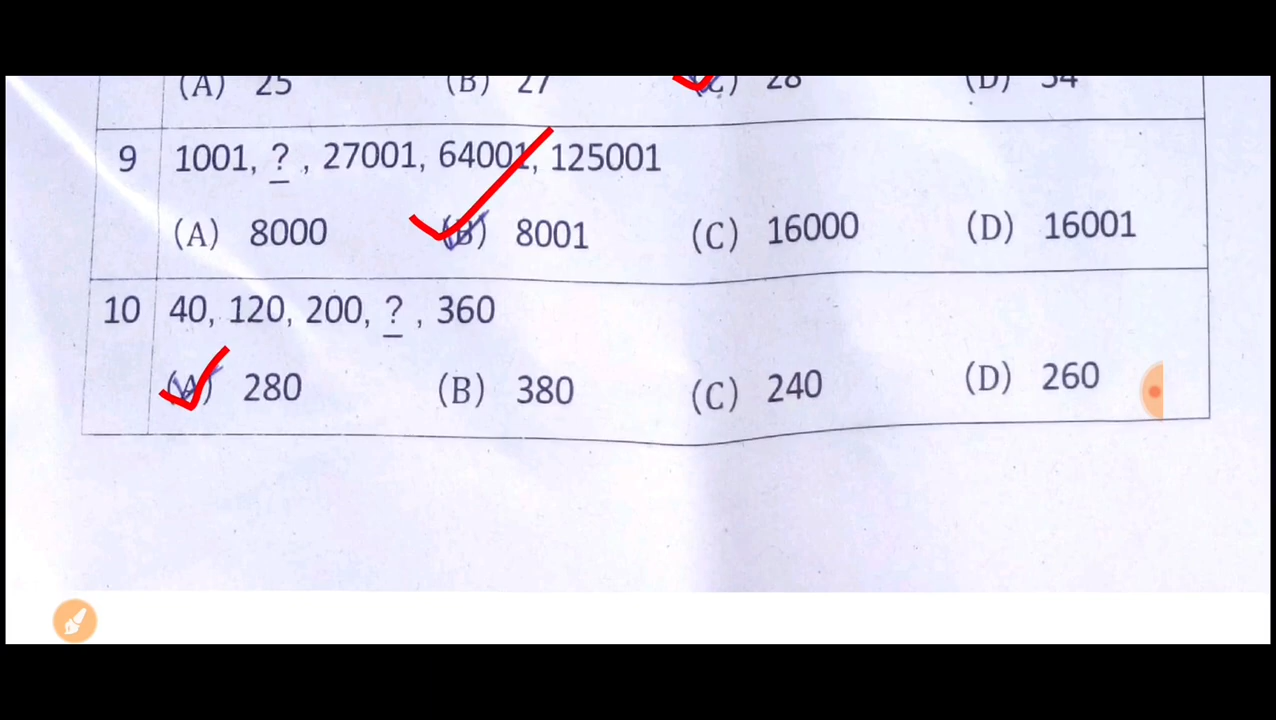 (A) 25 (B) 27 (C) 28 (D) 34
9 1001, ? , 27001, 64001, 125001
(A) 8000 (B) 8001 (C) 16000 (D) 16001
10 40, 120, 200, ? , 360
(A) 280 (B) 380 (C) 240 (D) 260